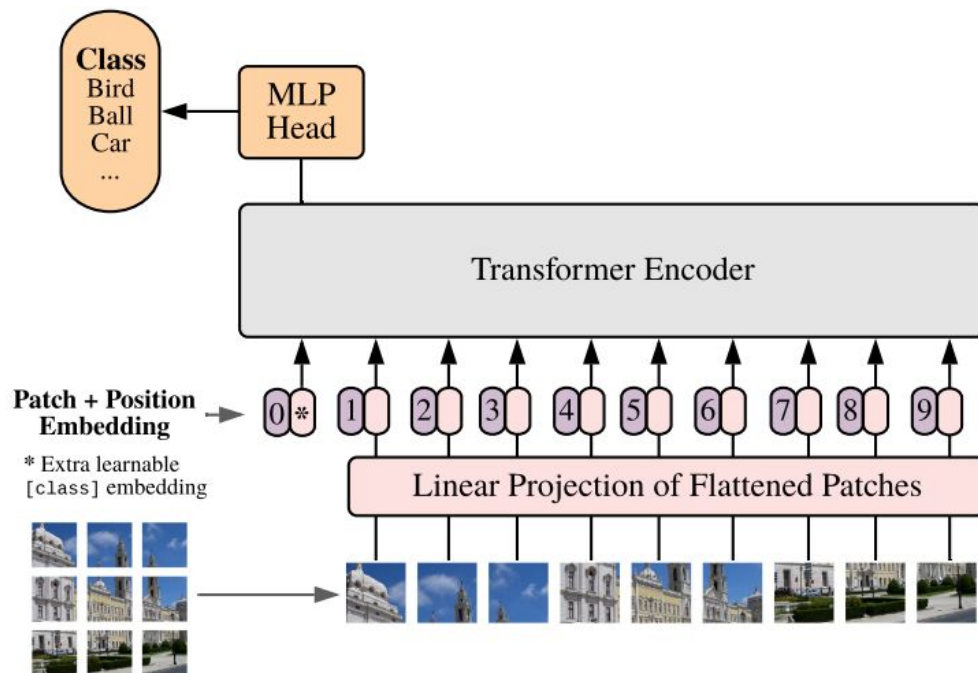 Class
Bird
Ball
Car
...
MLP
Head
Transformer Encoder
Patch + Position
Embedding
0 * 1 2 3 4 5 6 7 8 9
* Extra learnable
[class] embedding
Linear Projection of Flattened Patches